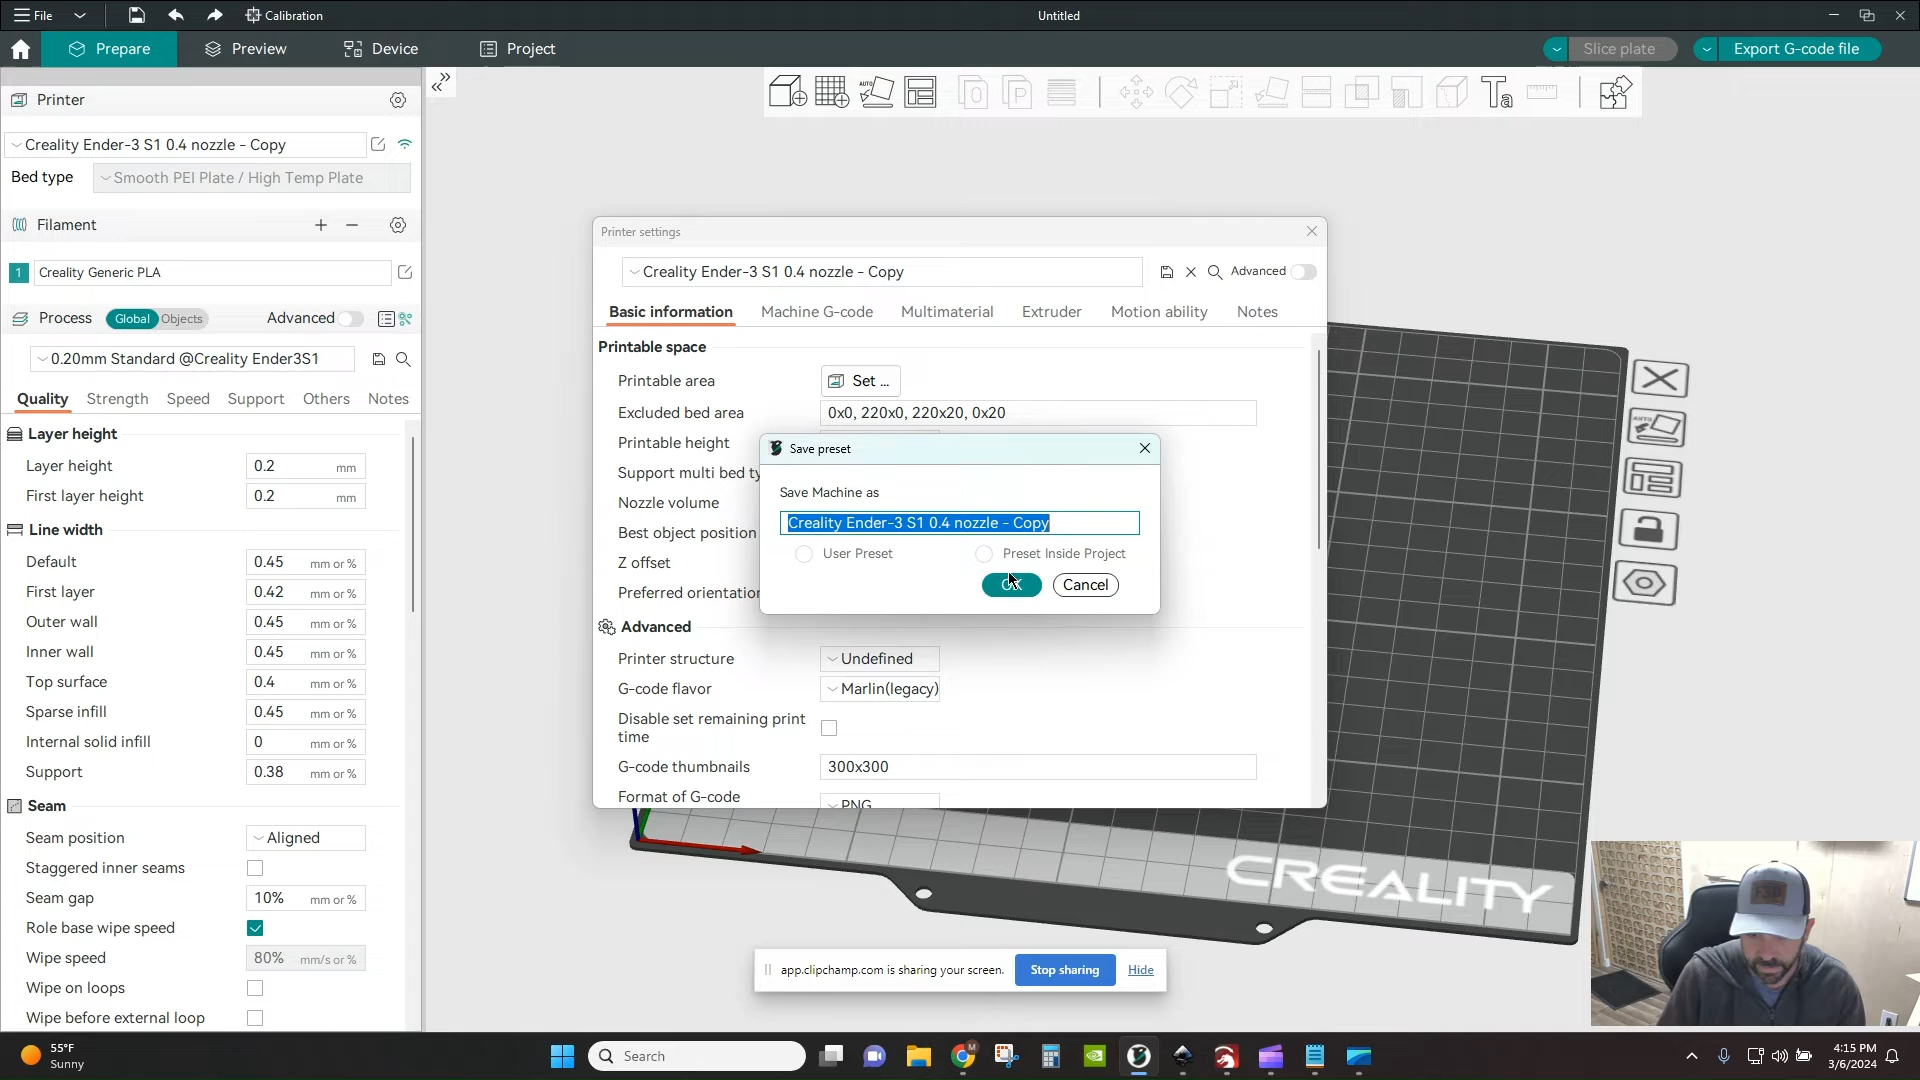 File
Calibration
Untitled
Prepare
Preview
Device
Project
Slice plate
Export G-code file
Printer
Creality Ender-3 S1 0.4 nozzle - Copy
Bed type
Smooth PEI Plate / High Temp Plate
Filament
1
Creality Generic PLA
Process
Global
Objects
Advanced
0.20mm Standard @Creality Ender3S1
Quality
Strength
Speed
Support
Others
Notes
Layer height
Layer height
0.2 mm
First layer height
0.2 mm
Line width
Default
0.45 mm or %
First layer
0.42 mm or %
Outer wall
0.45 mm or %
Inner wall
0.45 mm or %
Top surface
0.4 mm or %
Sparse infill
0.45 mm or %
Internal solid infill
0 mm or %
Support
0.38 mm or %
Seam
Seam position
Aligned
Staggered inner seams
Seam gap
10% mm or %
Role base wipe speed
Wipe speed
80% mm/s or %
Wipe on loops
Wipe before external loop
AUTO
0
P
Ta
Printer settings
Creality Ender-3 S1 0.4 nozzle - Copy
Advanced
Basic information
Machine G-code
Multimaterial
Extruder
Motion ability
Notes
Printable space
Printable area
Set ...
Excluded bed area
0x0, 220x0, 220x20, 0x20
Printable height
Support multi bed ty
Nozzle volume
Best object position
Z offset
Preferred orientation
Save preset
Save Machine as
Creality Ender-3 S1 0.4 nozzle - Copy
User Preset
Preset Inside Project
OK
Cancel
Advanced
Printer structure
Undefined
G-code flavor
Marlin(legacy)
Disable set remaining print
time
G-code thumbnails
300x300
Format of G-code
PNG
AUTO
CREALITY
app.clipchamp.com is sharing your screen.
Stop sharing
Hide
55°F
Sunny
Search
4:15 PM
3/6/2024